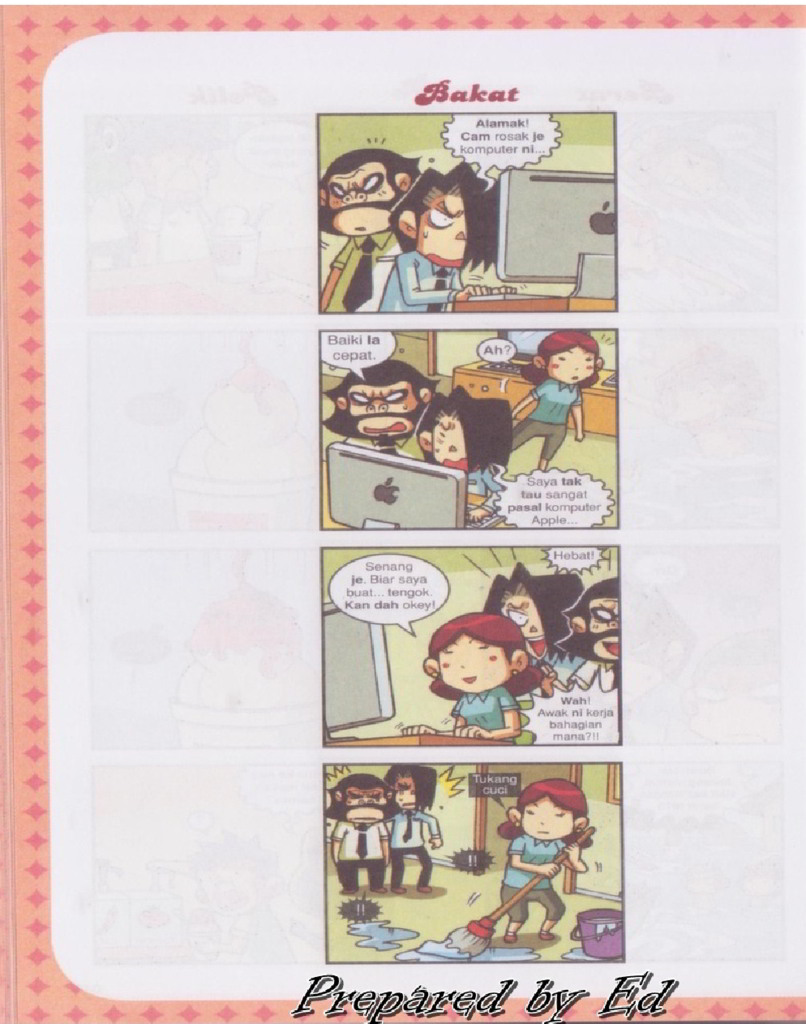 Bakat
Alamak!
Cam rosak je
komputer ni...
Baiki la
cepat.
Ah?
Saya tak
tau sangat
pasal komputer
Apple...
Senang
je. Biar saya
buat... tengok.
Kan dah okey!
Hebat!
Wah!
Awak ni kerja
bahagian
mana?!!
Tukang
cuci
!!
!!
Prepared by Ed